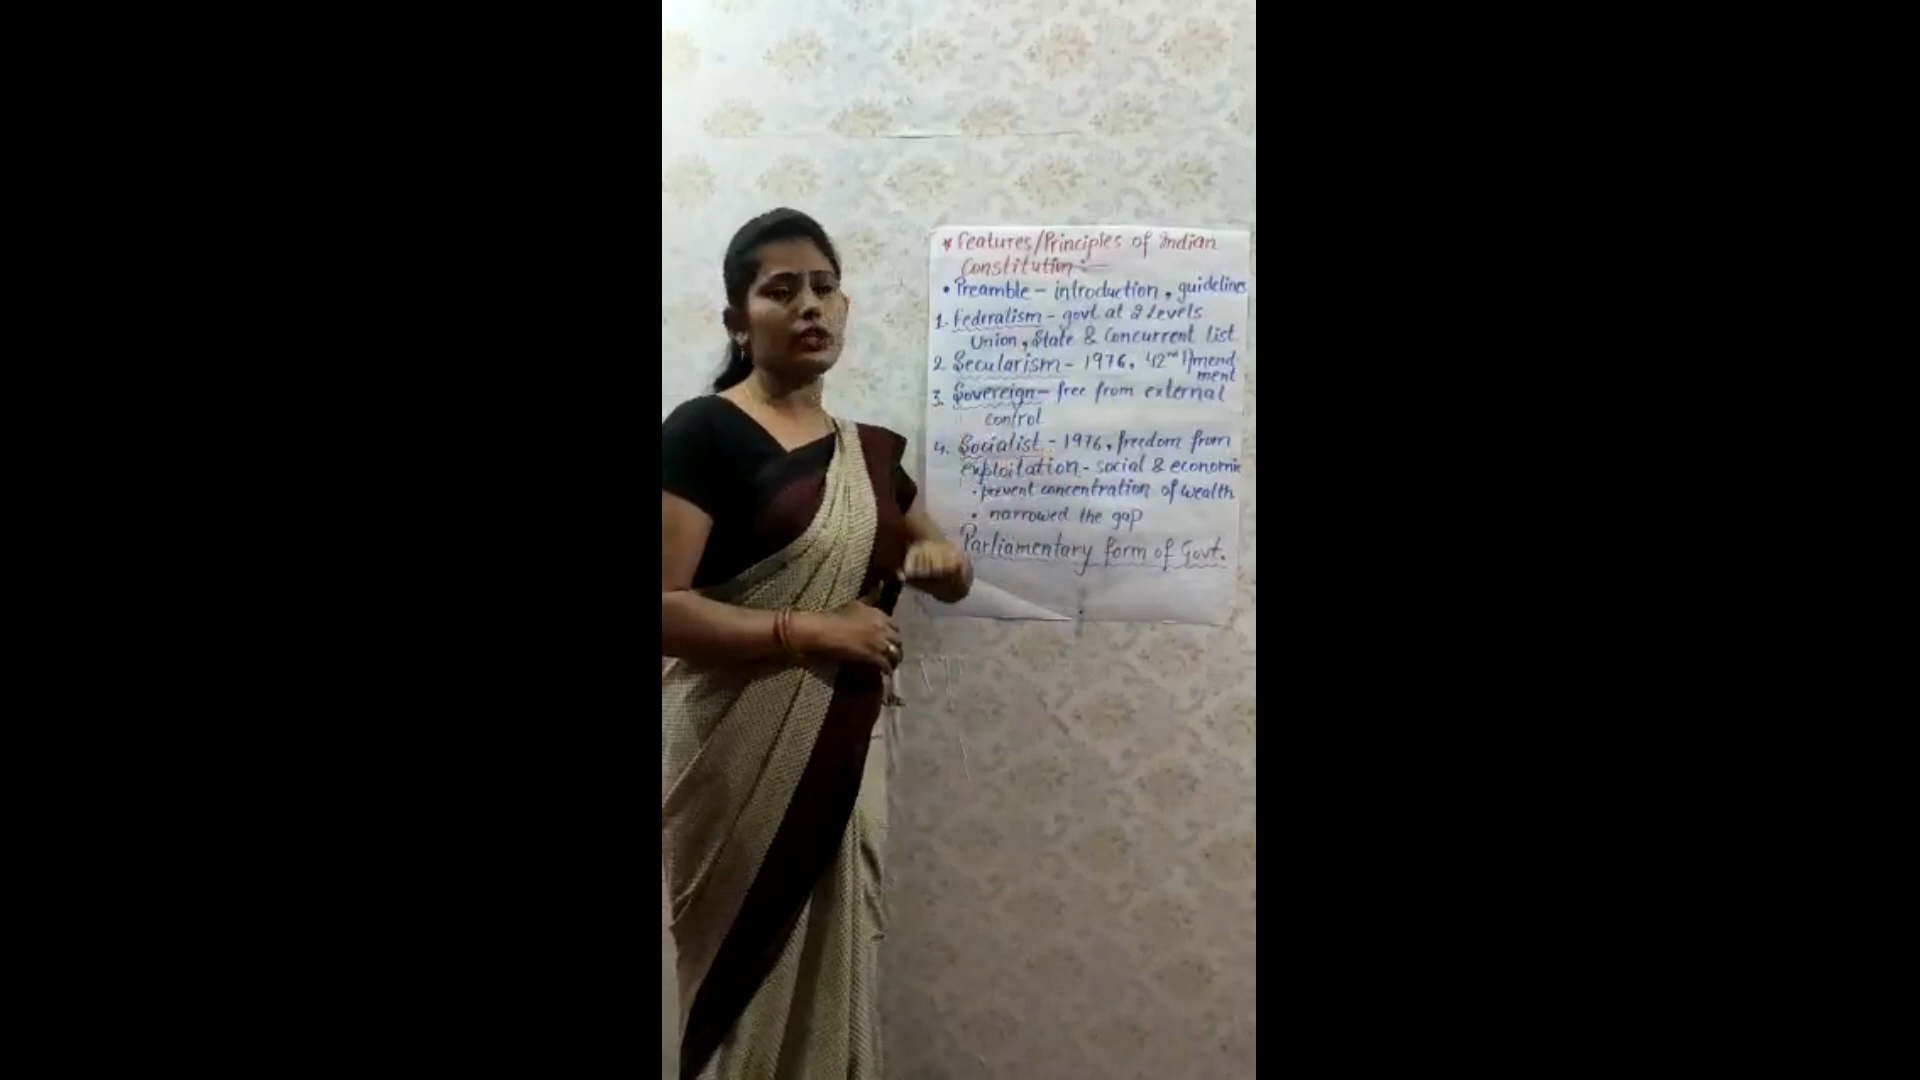 * Features/Principles of Indian
Constitution :-
• Preamble - introduction, guidelines
1. Federalism - govt. at 2 Levels
Union, State & Concurrent List
2. Secularism - 1976, 42nd Amend
ment
3. Sovereign - free from external
control
4. Socialist - 1976, freedom from
exploitation - social & economic
• prevent concentration of wealth
• narrowed the gap
Parliamentary form of Govt.